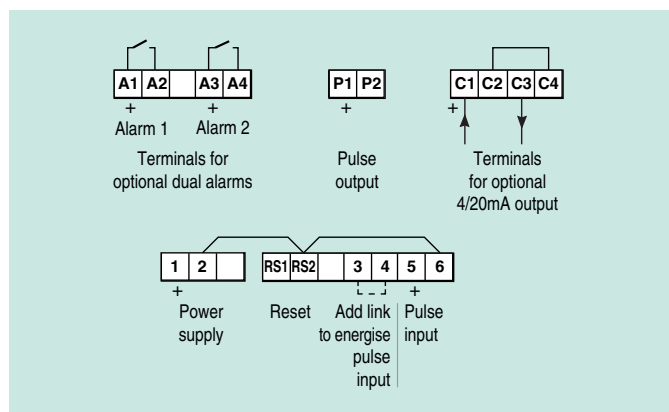 A1 A2 A3 A4
+ +
Alarm 1 Alarm 2
Terminals for
optional dual alarms
P1 P2
+
Pulse
output
C1 C2 C3 C4
+
Terminals
for optional
4/20mA output
1 2
+
Power
supply
RS1 RS2
Reset
3 4 5 6
+
Add link
to energise
pulse
input
Pulse
input